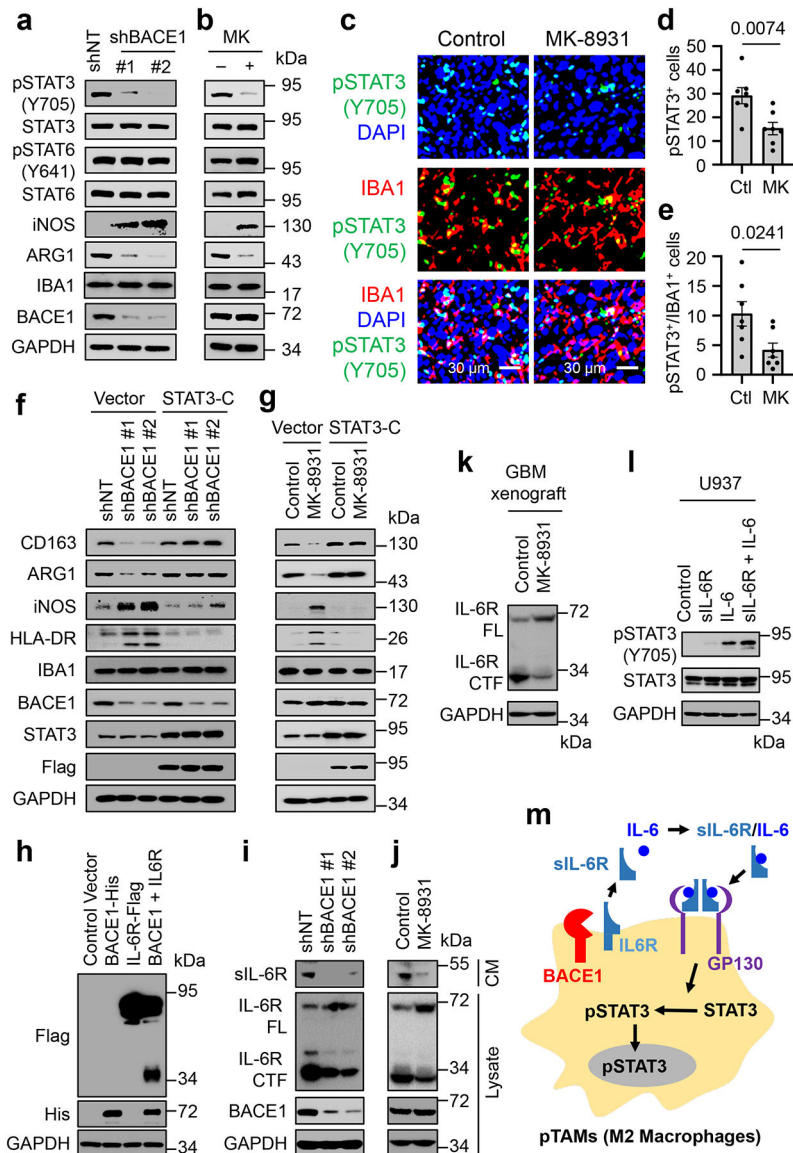 a
shNT
shBACE1
#1 #2
pSTAT3
(Y705)
STAT3
pSTAT6
(Y641)
STAT6
iNOS
ARG1
IBA1
BACE1
GAPDH
b
MK
– + kDa
95
95
95
95
130
43
17
72
34
c
Control MK-8931
pSTAT3
(Y705)
DAPI
IBA1
pSTAT3
(Y705)
IBA1
DAPI
pSTAT3
(Y705)
30 µm 30 µm
d
0.0074
pSTAT3+ cells
60
50
40
30
20
10
0
Ctl MK
e
0.0241
pSTAT3+/IBA1+ cells
20
15
10
5
0
Ctl MK
f
Vector STAT3-C
shNT
shBACE1 #1
shBACE1 #2
shNT
shBACE1 #1
shBACE1 #2
CD163
ARG1
iNOS
HLA-DR
IBA1
BACE1
STAT3
Flag
GAPDH
g
Vector STAT3-C
Control
MK-8931
Control
MK-8931
kDa
130
43
130
26
17
72
95
95
34
k
GBM
xenograft
Control
MK-8931
IL-6R
FL
IL-6R
CTF
GAPDH
72
34
34
kDa
l
U937
Control
sIL-6R
IL-6
sIL-6R + IL-6
pSTAT3
(Y705)
STAT3
GAPDH
95
95
34
kDa
h
Control Vector
BACE1-His
IL-6R-Flag
BACE1 + IL6R
kDa
95
Flag
34
His
72
GAPDH
34
i
shNT
shBACE1 #1
shBACE1 #2
sIL-6R
IL-6R
FL
IL-6R
CTF
BACE1
GAPDH
j
Control
MK-8931
kDa
55
72
34
72
34
CM
Lysate
m
IL-6 sIL-6R/IL-6
sIL-6R
IL6R
BACE1
GP130
pSTAT3 STAT3
pSTAT3
pTAMs (M2 Macrophages)